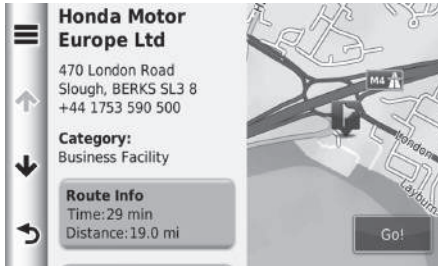 Honda Motor
Europe Ltd
470 London Road
Slough, BERKS SL3 8
+44 1753 590 500
Category:
Business Facility
Route Info
Time:29 min
Distance:19.0 mi
M4
London
Layburn
Go!